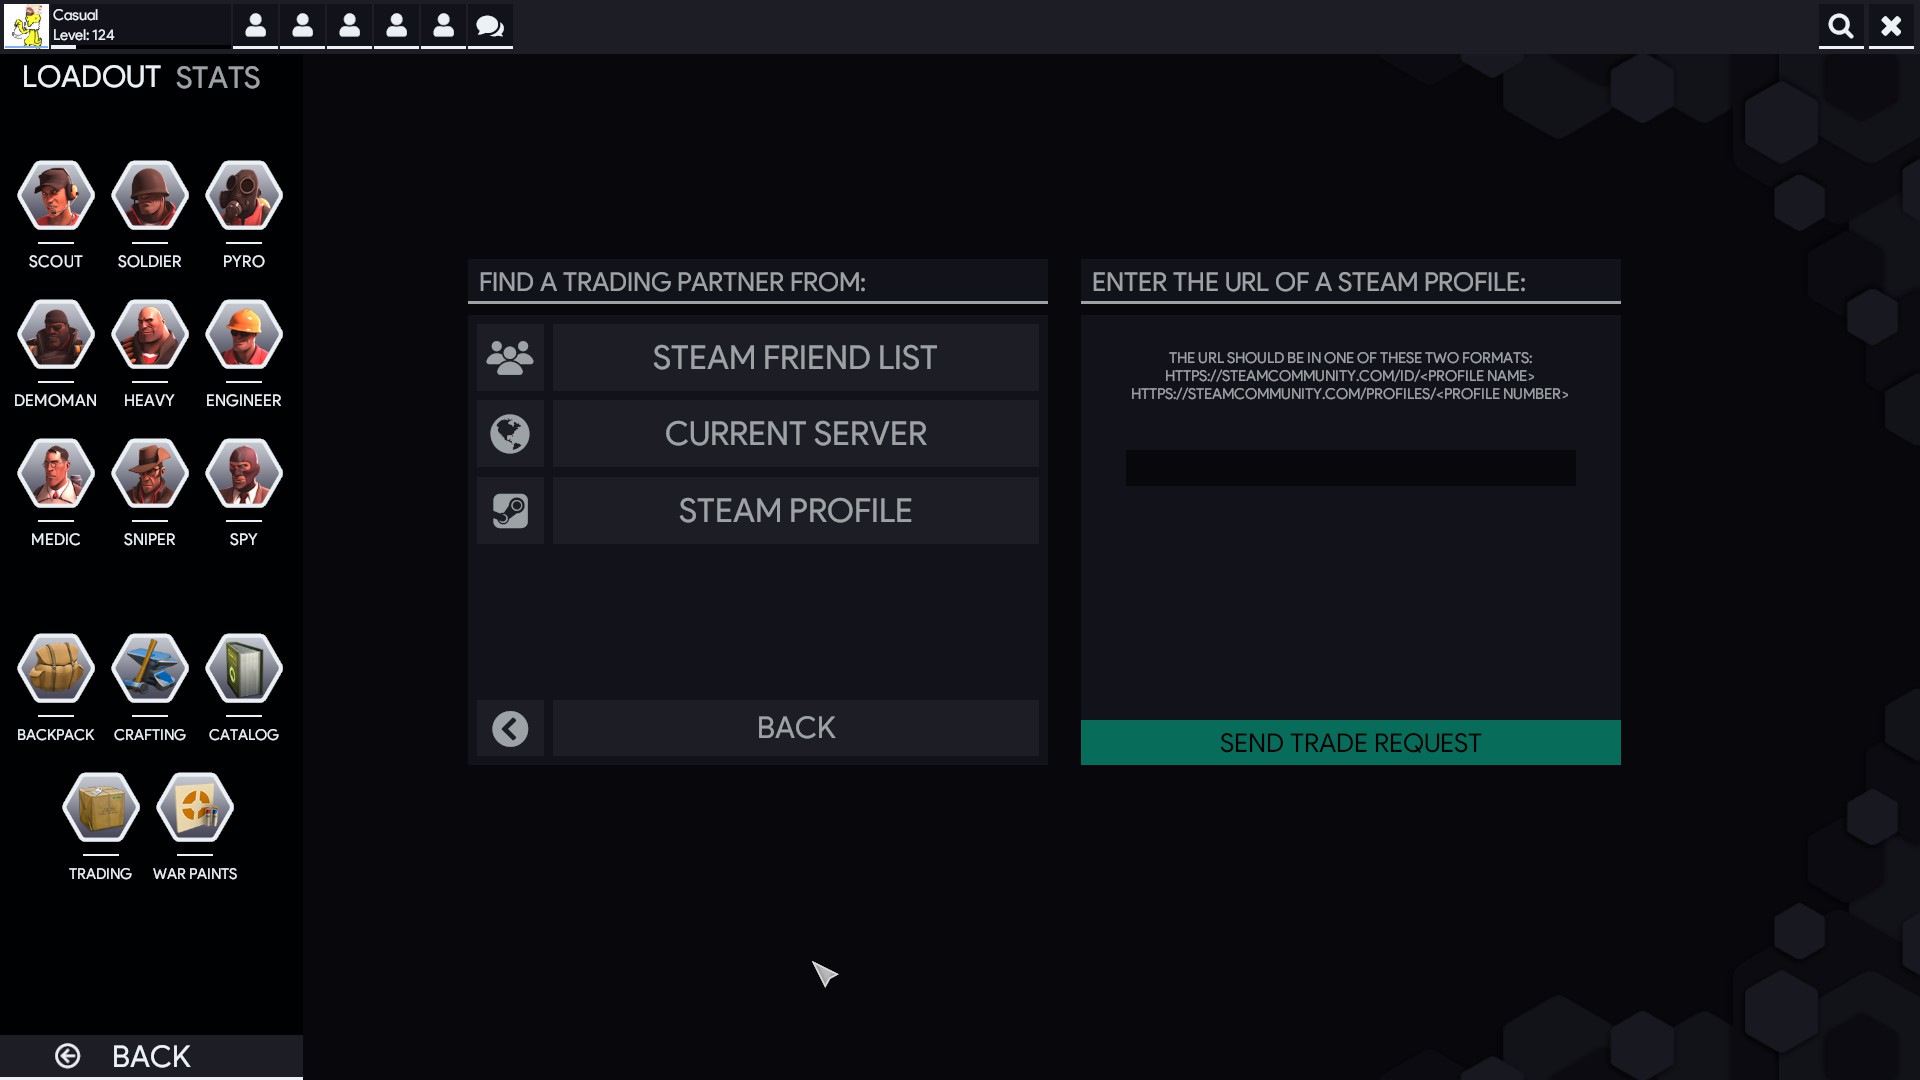 Casual
Level: 124
LOADOUT STATS
SCOUT SOLDIER PYRO
DEMOMAN HEAVY ENGINEER
MEDIC SNIPER SPY
BACKPACK CRAFTING CATALOG
TRADING WAR PAINTS
BACK
FIND A TRADING PARTNER FROM:
STEAM FRIEND LIST
CURRENT SERVER
STEAM PROFILE
BACK
ENTER THE URL OF A STEAM PROFILE:
THE URL SHOULD BE IN ONE OF THESE TWO FORMATS:
HTTPS://STEAMCOMMUNITY.COM/ID/<PROFILE NAME>
HTTPS://STEAMCOMMUNITY.COM/PROFILES/<PROFILE NUMBER>
SEND TRADE REQUEST